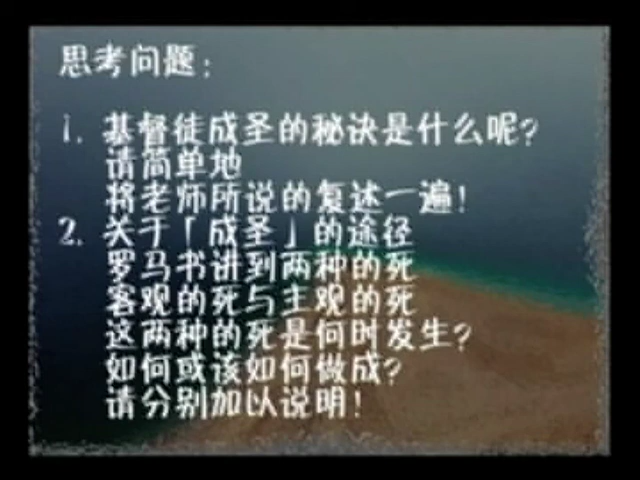 思考问题：
1. 基督徒成圣的秘诀是什么呢？
请简单地
将老师所说的复述一遍！
2. 关于「成圣」的途径
罗马书讲到两种的死
客观的死与主观的死
这两种的死是何时发生？
如何或该如何做成？
请分别加以说明！